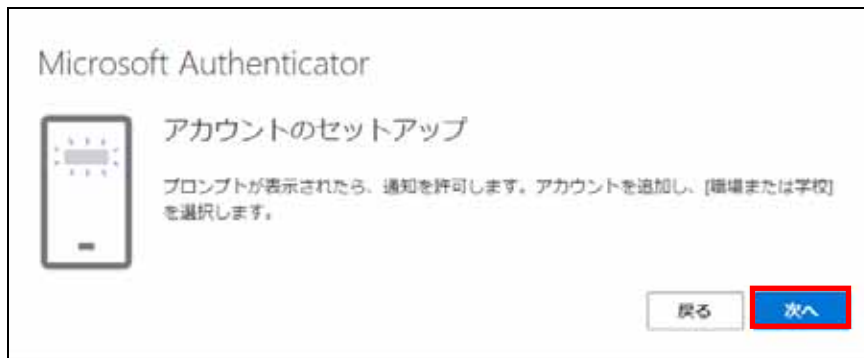 Microsoft Authenticator
アカウントのセットアップ
プロンプトが表示されたら、通知を許可します。アカウントを追加し、[職場または学校]
を選択します。
戻る
次へ